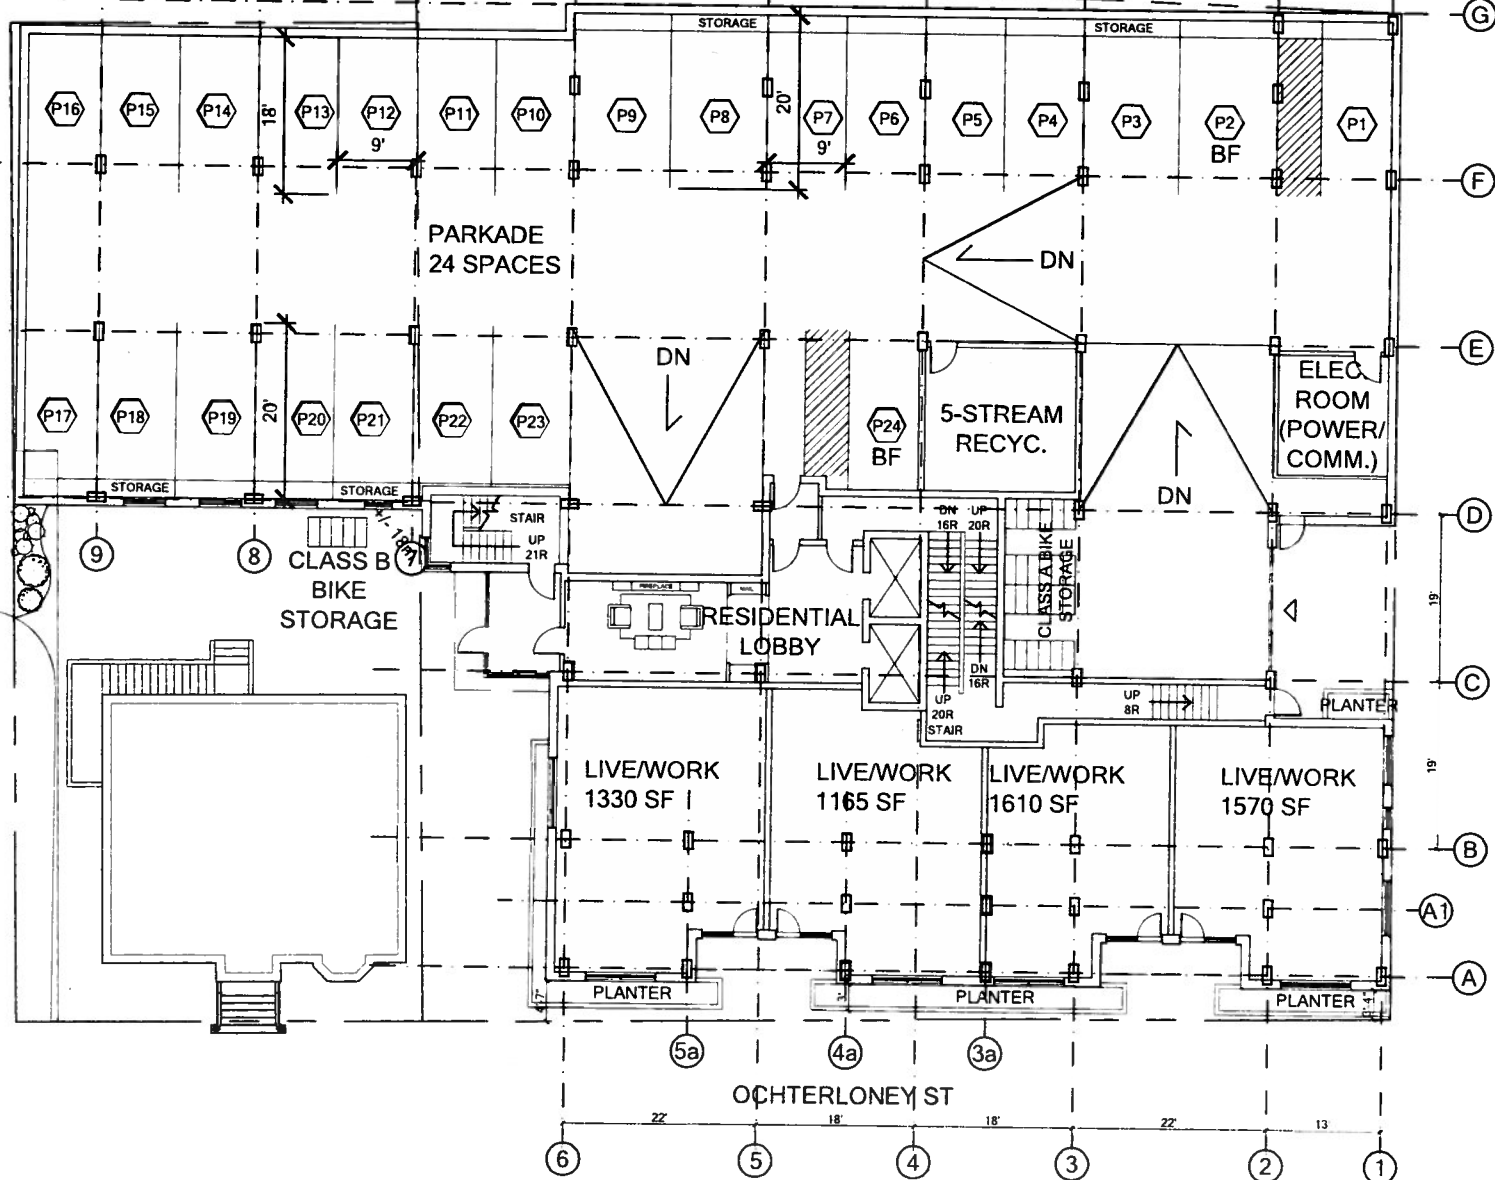 G
STORAGE
STORAGE
P16
P15
P14
18'
P13
P12
P11
P10
P9
P8
20'
P7
P6
P5
P4
P3
P2
BF
P1
9'
9'
F
PARKADE
24 SPACES
DN
E
DN
ELEC.
ROOM
(POWER/
COMM.)
P17
P18
P19
20'
P20
P21
P22
P23
P24
BF
5-STREAM
RECYC.
DN
STORAGE
STORAGE
D
9
8
7
+/- 18m
CLASS B
BIKE
STORAGE
STAIR
UP
21R
DN
16R
UP
20R
CLASS A BIKE
STORAGE
19'
FIREPLACE
RESIDENTIAL
LOBBY
DN
16R
UP
20R
STAIR
UP
8R
C
PLANTER
19'
LIVE/WORK
1330 SF
LIVE/WORK
1165 SF
LIVE/WORK
1610 SF
LIVE/WORK
1570 SF
B
A1
A
PLANTER
3'
PLANTER
PLANTER
5a
4a
3a
OCHTERLONEY ST
22'
18'
18'
22'
13'
6
5
4
3
2
1